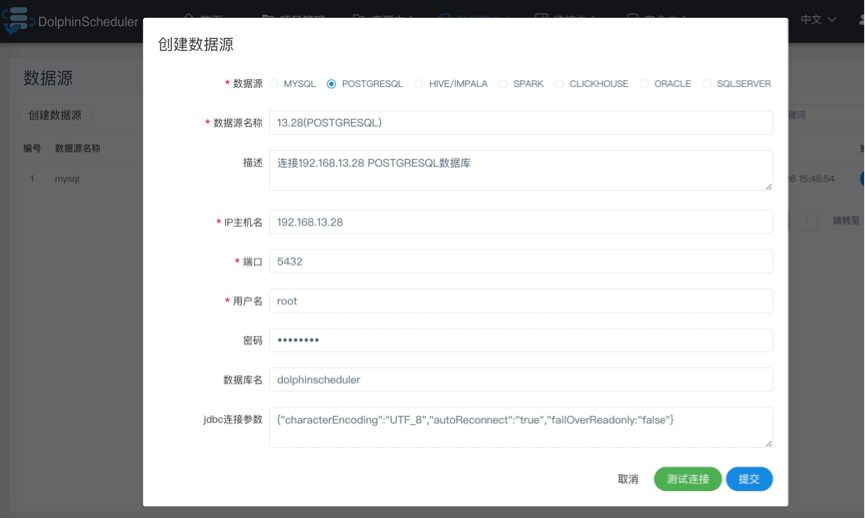 DolphinScheduler
中文
创建数据源
数据源
* 数据源 MYSQL POSTGRESQL HIVE/IMPALA SPARK CLICKHOUSE ORACLE SQLSERVER
创建数据源
* 数据源名称 13.28(POSTGRESQL)
编号 数据源名称
描述 连接192.168.13.28 POSTGRESQL数据库
1 mysql
26 15:46:54
* IP主机名 192.168.13.28
跳转至
* 端口 5432
* 用户名 root
密码 ••••••••
数据库名 dolphinscheduler
jdbc连接参数 {"characterEncoding":"UTF_8","autoReconnect":"true","failOverReadonly:"false"}
取消 测试连接 提交